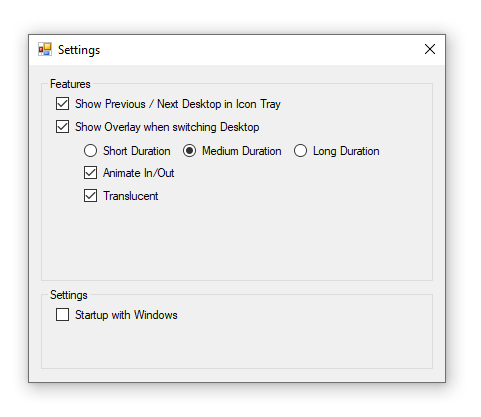 Settings
Features
Show Previous / Next Desktop in Icon Tray
Show Overlay when switching Desktop
Short Duration Medium Duration Long Duration
Animate In/Out
Translucent
Settings
Startup with Windows